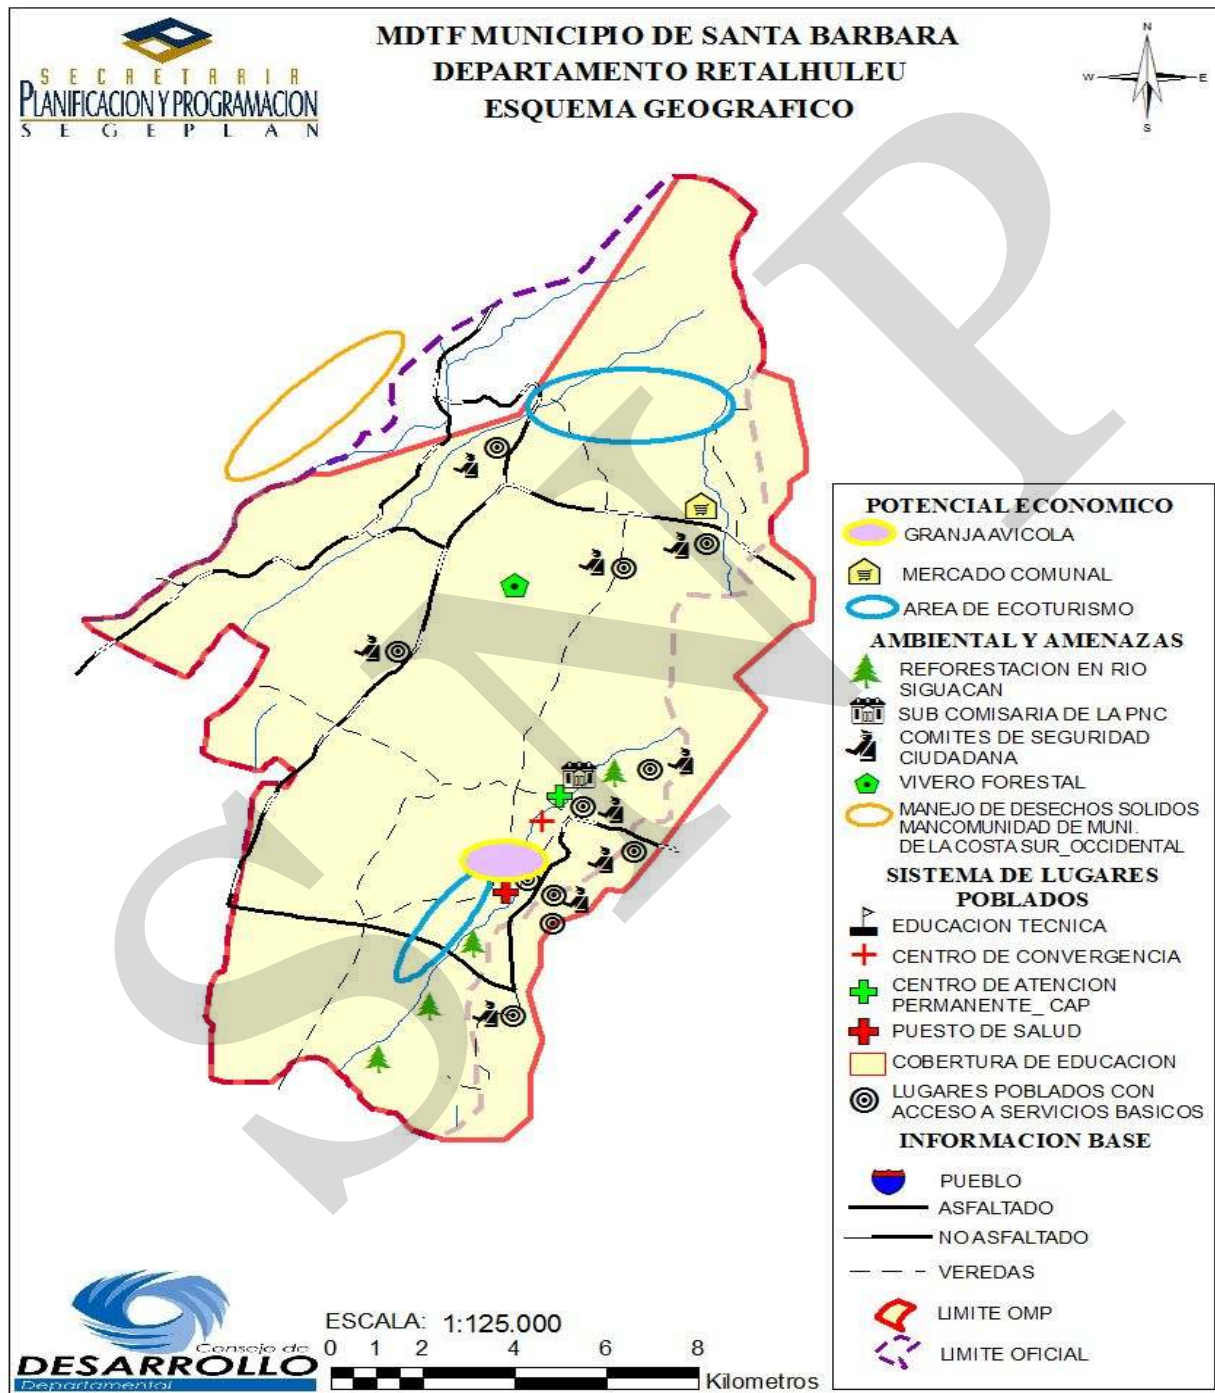 SECRETARIA
PLANIFICACION Y PROGRAMACION
SEGEPLAN
MDTF MUNICIPIO DE SANTA BARBARA
DEPARTAMENTO RETALHULEU
ESQUEMA GEOGRAFICO
N
W
E
S
SNP
POTENCIAL ECONOMICO
GRANJA AVICOLA
MERCADO COMUNAL
AREA DE ECOTURISMO
AMBIENTAL Y AMENAZAS
REFORESTACION EN RIO
SIGUACAN
SUB COMISARIA DE LA PNC
COMITES DE SEGURIDAD
CIUDADANA
VIVERO FORESTAL
MANEJO DE DESECHOS SOLIDOS
MANCOMUNIDAD DE MUNI.
DE LA COSTA SUR_OCCIDENTAL
SISTEMA DE LUGARES
POBLADOS
EDUCACION TECNICA
CENTRO DE CONVERGENCIA
CENTRO DE ATENCION
PERMANENTE_ CAP
PUESTO DE SALUD
COBERTURA DE EDUCACION
LUGARES POBLADOS CON
ACCESO A SERVICIOS BASICOS
INFORMACION BASE
PUEBLO
ASFALTADO
NO ASFALTADO
VEREDAS
LIMITE OMP
LIMITE OFICIAL
Consejo de
DESARROLLO
Departamental
ESCALA: 1:125.000
0 1 2 4 6 8
Kilometros